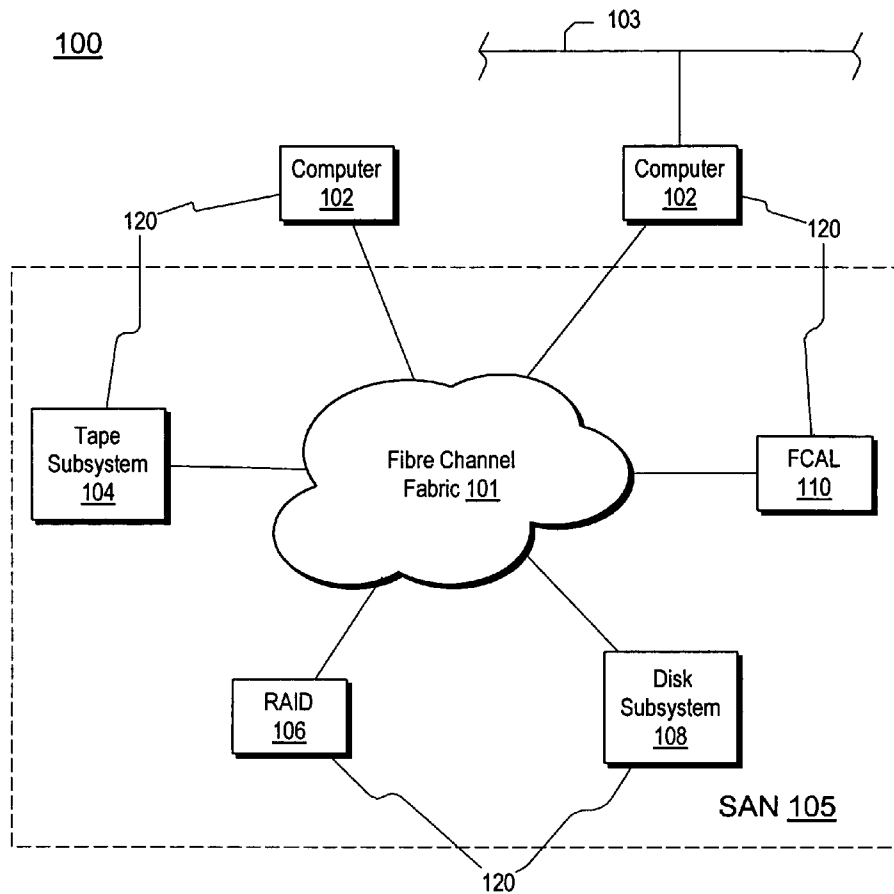 100
103
Computer
102
Computer
102
120
120
Tape
Subsystem
104
Fibre Channel
Fabric 101
FCAL
110
RAID
106
Disk
Subsystem
108
SAN 105
120